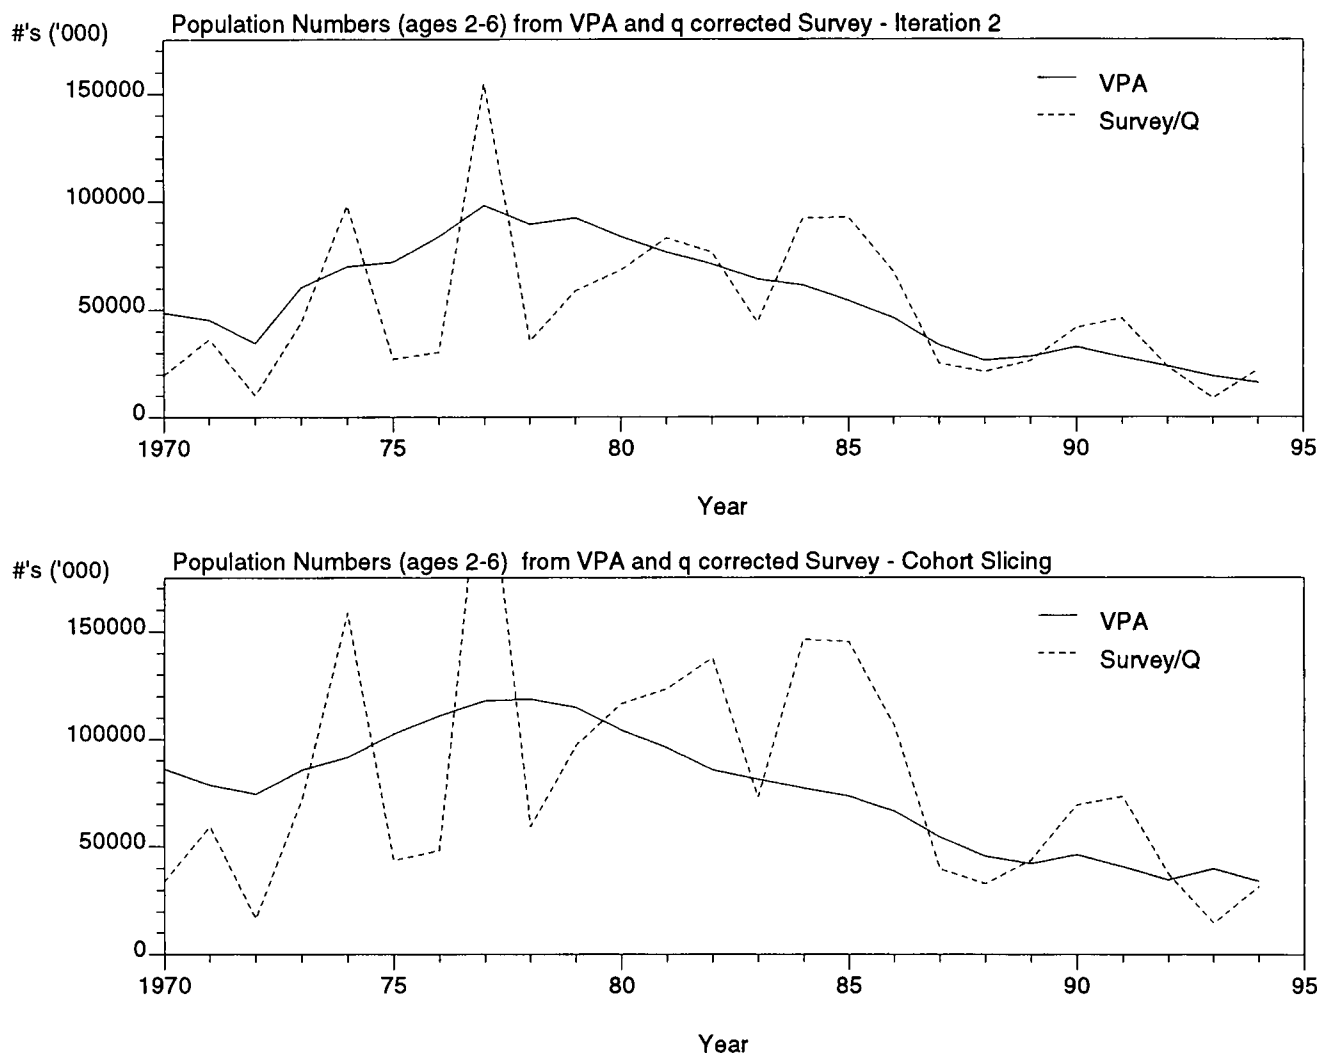 Population Numbers (ages 2-6) from VPA and q corrected Survey - Iteration 2
#'s ('000)
VPA
Survey/Q
150000
100000
50000
0
1970 75 80 85 90 95
Year
Population Numbers (ages 2-6) from VPA and q corrected Survey - Cohort Slicing
#'s ('000)
VPA
Survey/Q
150000
100000
50000
0
1970 75 80 85 90 95
Year